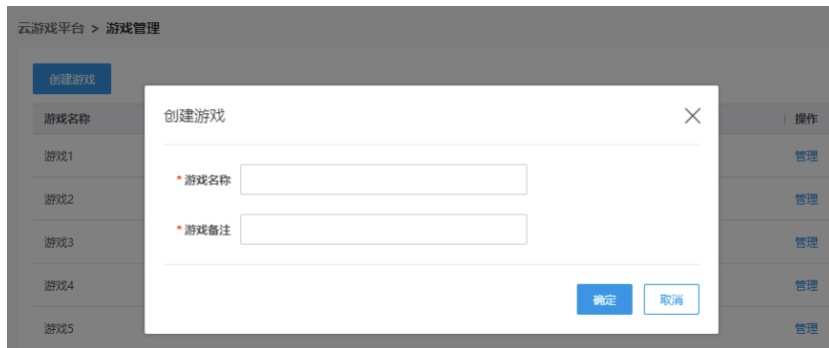 云游戏平台 > 游戏管理
创建游戏
游戏名称 操作
创建游戏
* 游戏名称
* 游戏备注
确定 取消
游戏1 管理
游戏2 管理
游戏3 管理
游戏4 管理
游戏5 管理